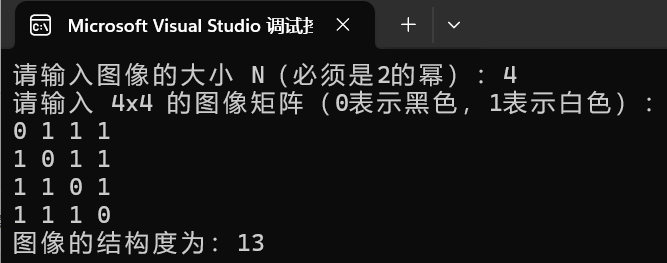 Microsoft Visual Studio 调试
请输入图像的大小 N（必须是2的幂）：4
请输入 4x4 的图像矩阵（0表示黑色，1表示白色）：
0 1 1 1
1 0 1 1
1 1 0 1
1 1 1 0
图像的结构度为：13